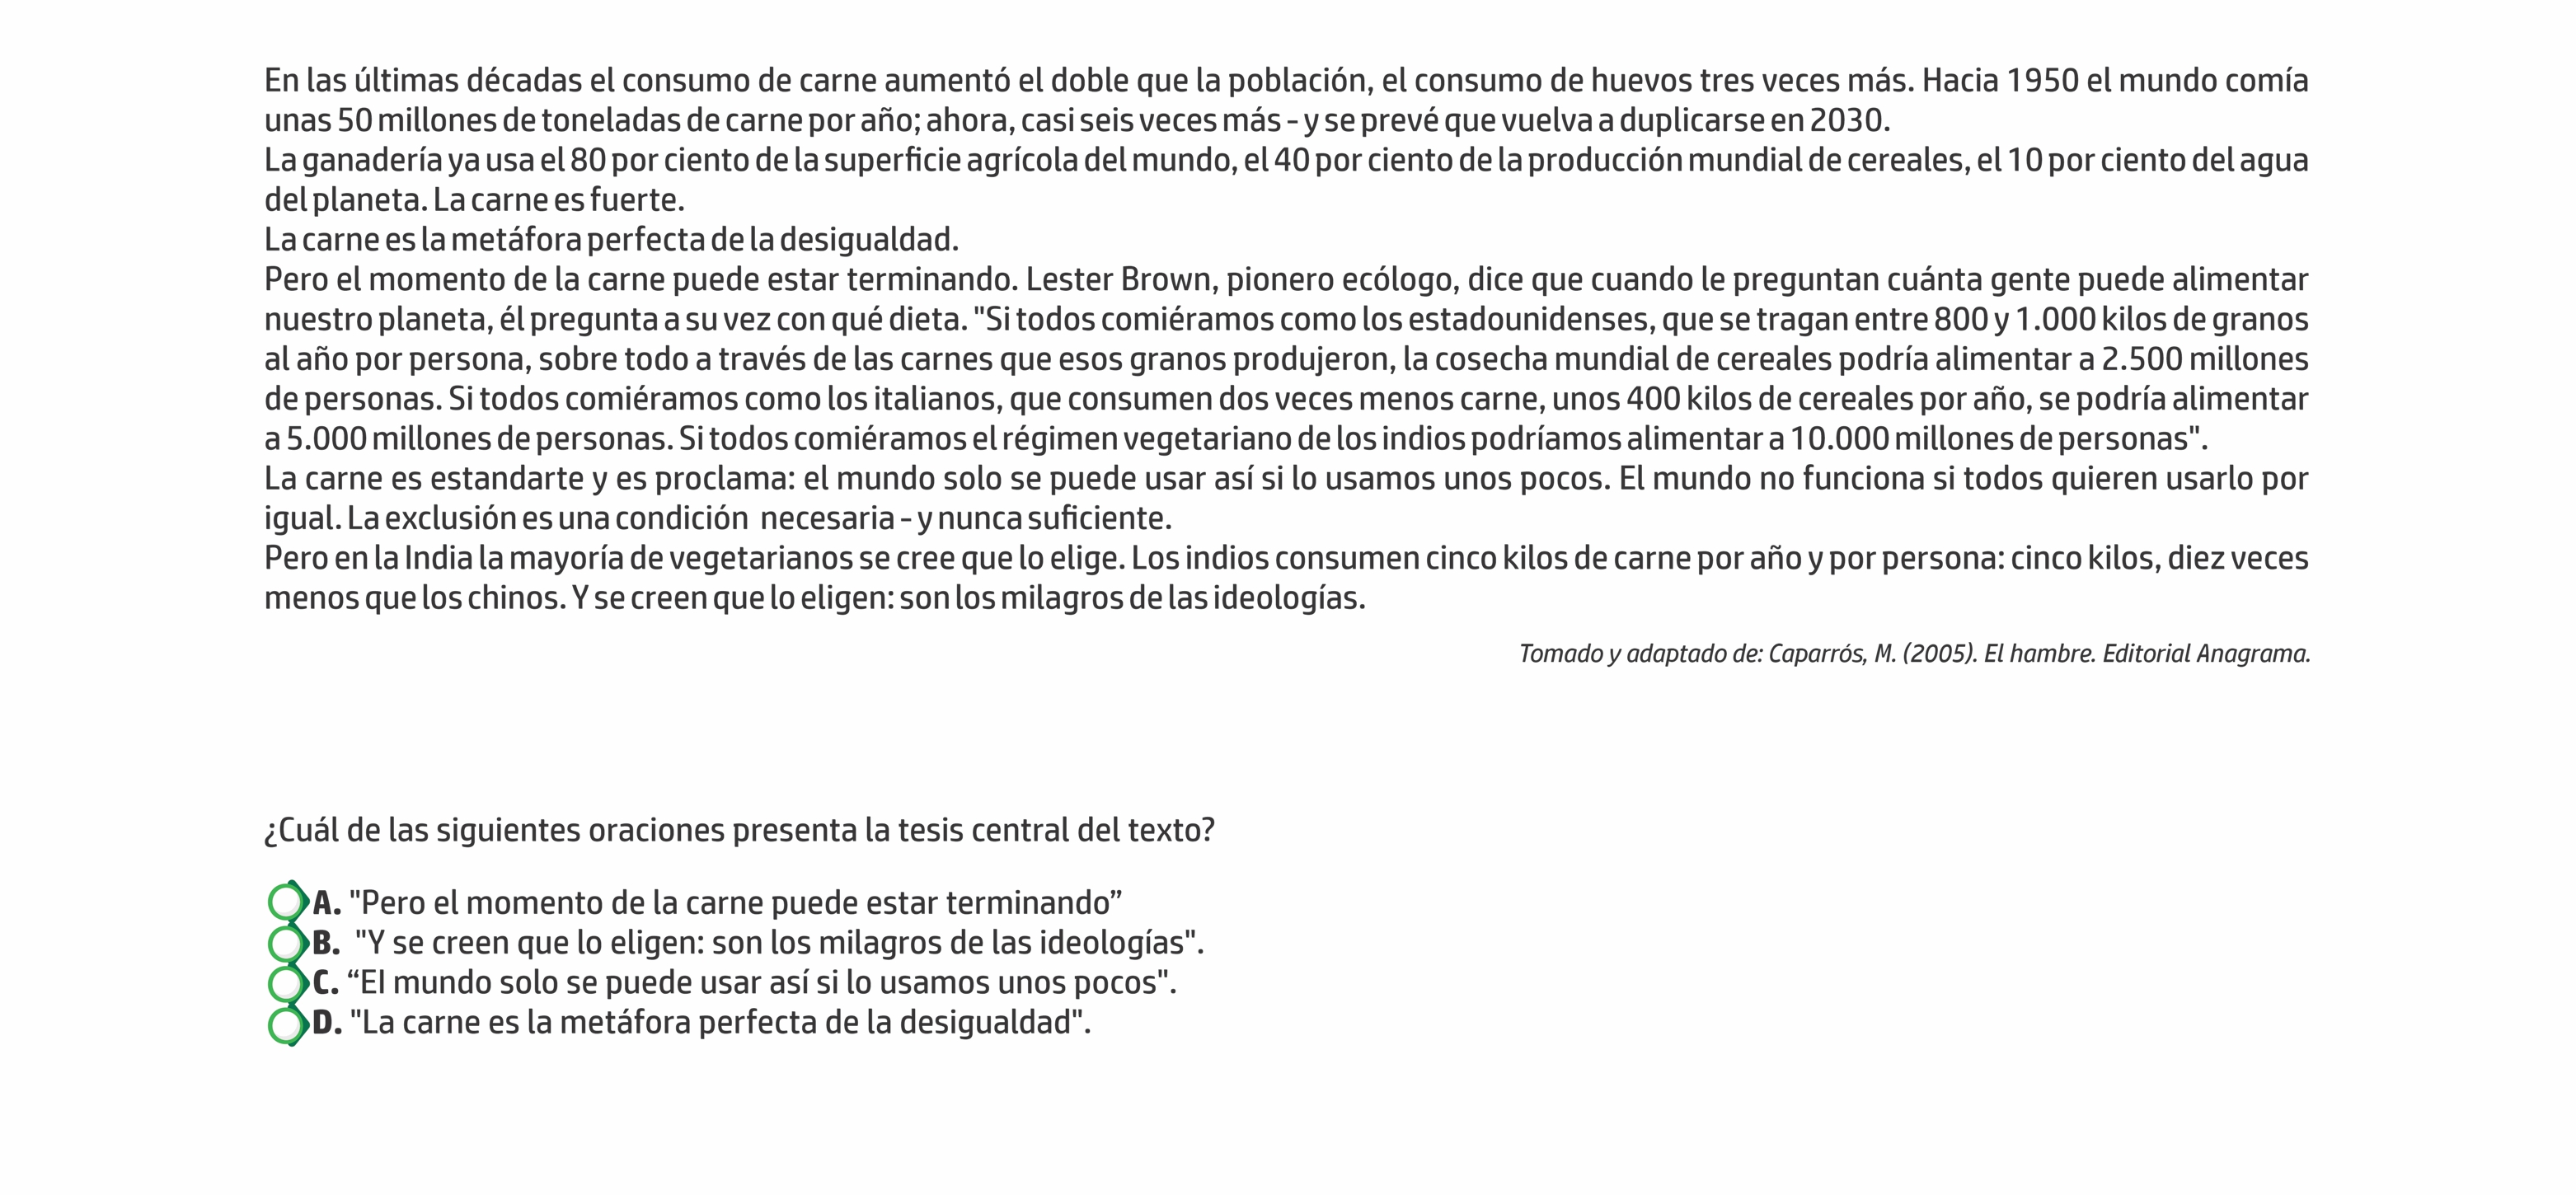 En las últimas décadas el consumo de carne aumentó el doble que la población, el consumo de huevos tres veces más. Hacia 1950 el mundo comía
unas 50 millones de toneladas de carne por año; ahora, casi seis veces más - y se prevé que vuelva a duplicarse en 2030.
La ganadería ya usa el 80 por ciento de la superficie agrícola del mundo, el 40 por ciento de la producción mundial de cereales, el 10 por ciento del agua
del planeta. La carne es fuerte.
La carne es la metáfora perfecta de la desigualdad.
Pero el momento de la carne puede estar terminando. Lester Brown, pionero ecólogo, dice que cuando le preguntan cuánta gente puede alimentar
nuestro planeta, él pregunta a su vez con qué dieta. "Si todos comiéramos como los estadounidenses, que se tragan entre 800 y 1.000 kilos de granos
al año por persona, sobre todo a través de las carnes que esos granos produjeron, la cosecha mundial de cereales podría alimentar a 2.500 millones
de personas. Si todos comiéramos como los italianos, que consumen dos veces menos carne, unos 400 kilos de cereales por año, se podría alimentar
a 5.000 millones de personas. Si todos comiéramos el régimen vegetariano de los indios podríamos alimentar a 10.000 millones de personas".
La carne es estandarte y es proclama: el mundo solo se puede usar así si lo usamos unos pocos. El mundo no funciona si todos quieren usarlo por
igual. La exclusión es una condición necesaria - y nunca suficiente.
Pero en la India la mayoría de vegetarianos se cree que lo elige. Los indios consumen cinco kilos de carne por año y por persona: cinco kilos, diez veces
menos que los chinos. Y se creen que lo eligen: son los milagros de las ideologías.
Tomado y adaptado de: Caparrós, M. (2005). El hambre. Editorial Anagrama.
¿Cuál de las siguientes oraciones presenta la tesis central del texto?
A. "Pero el momento de la carne puede estar terminando”
B. "Y se creen que lo eligen: son los milagros de las ideologías".
C. “El mundo solo se puede usar así si lo usamos unos pocos".
D. "La carne es la metáfora perfecta de la desigualdad".